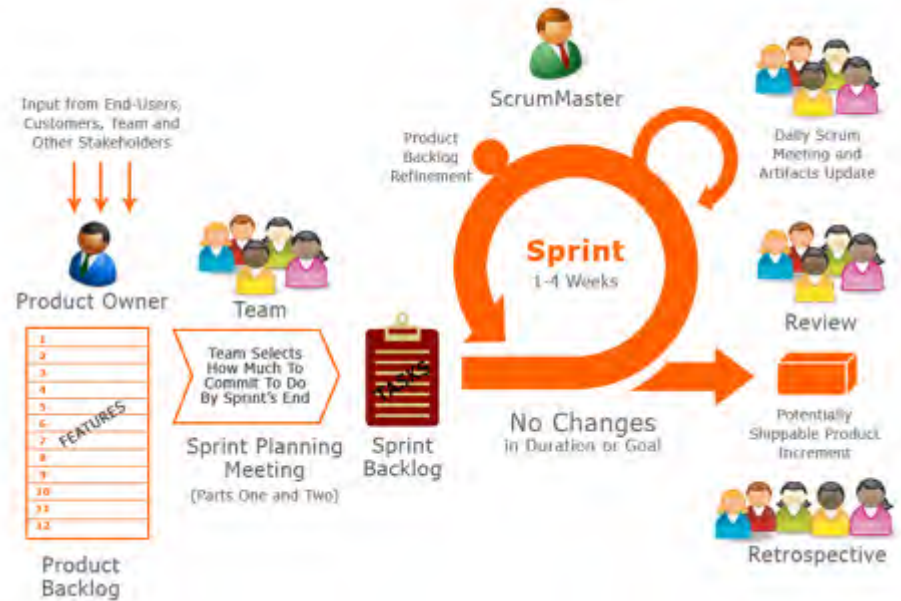 Input from End-Users,
Customers, Team and
Other Stakeholders
Product Owner
1
2
3
4
5
6
7
8
9
10
11
12
FEATURES
Product
Backlog
Team
Team Selects
How Much To
Commit To Do
By Sprint's End
Sprint Planning
Meeting
(Parts One and Two)
TASKS
Sprint
Backlog
ScrumMaster
Product
Backlog
Refinement
Sprint
1-4 Weeks
No Changes
in Duration or Goal
Daily Scrum
Meeting and
Artifacts Update
Review
Potentially
Shippable Product
Increment
Retrospective